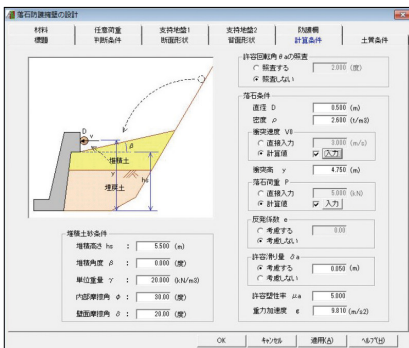 落石防護擁壁の設計
材料 任意荷重 支持地盤1 支持地盤2 防護柵
標題 判断条件 断面形状 背面形状 計算条件 土質条件
許容回転角θaの照査
照査する 2.000 (度)
照査しない
落石条件
直径 D 0.500 (m)
密度 ρ 2.600 (t/m3)
衝突速度 V0
直接入力 0.000 (m/s)
計算値 入力
衝突高 y 4.750 (m)
落石荷重 P
直接入力 5.000 (kN)
計算値 入力
反発係数 e
考慮する 0.00
考慮しない
許容滑り量 δa
考慮する 0.050 (m)
考慮しない
許容塑性率 μa 5.000
重力加速度 g 9.810 (m/s2)
D
v
β
堆積土
y
hs
埋戻土
堆積土砂条件
堆積高さ hs : 5.500 (m)
堆積角度 β : 0.000 (度)
単位重量 γ : 20.000 (kN/m3)
内部摩擦角 φ : 30.00 (度)
壁面摩擦角 δ : 20.00 (度)
OK キャンセル 適用(A) ヘルプ(H)